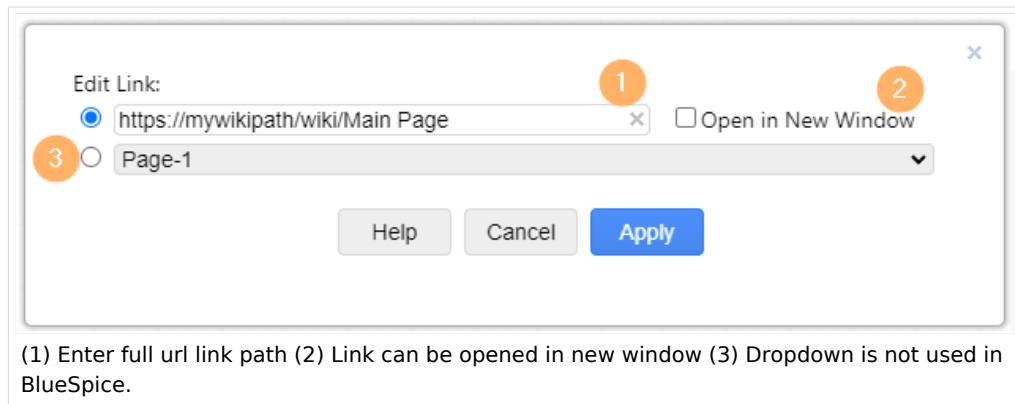 Edit Link:
1
2
https://mywikipath/wiki/Main Page × Open in New Window
3 Page-1
Help Cancel Apply
(1) Enter full url link path (2) Link can be opened in new window (3) Dropdown is not used in
BlueSpice.